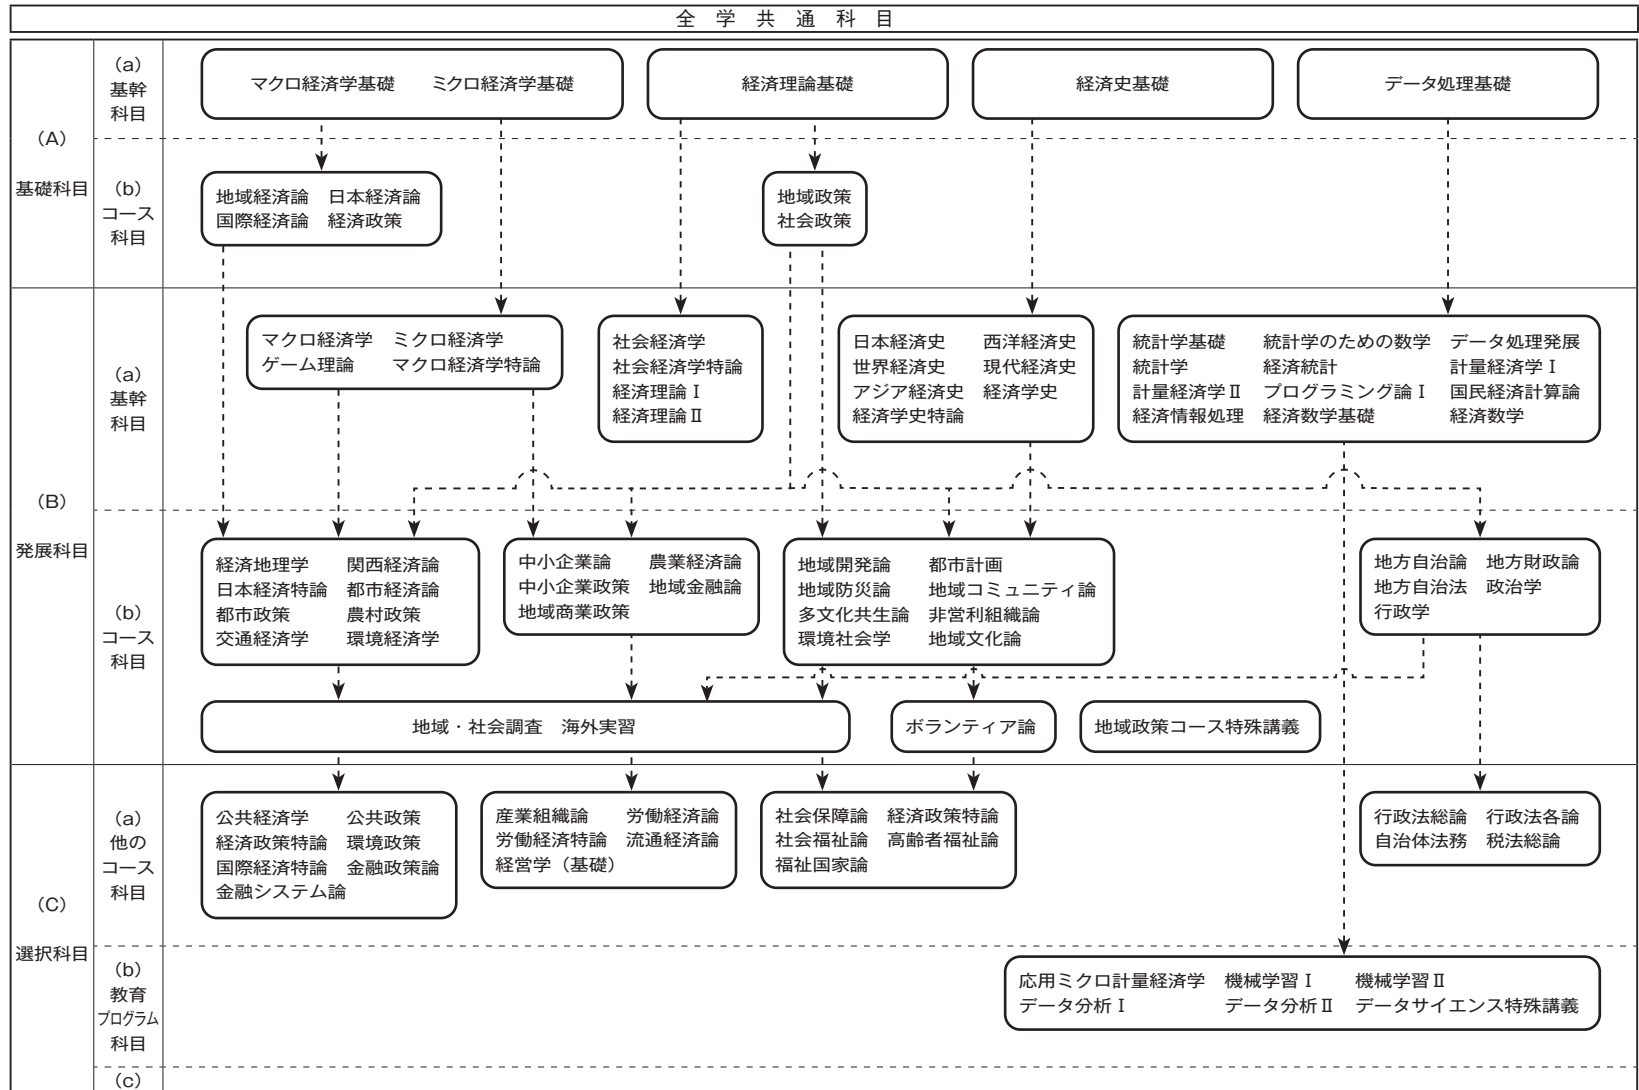 全学共通科目
(A)
基礎科目
(a)
基幹
科目
マクロ経済学基礎 ミクロ経済学基礎
経済理論基礎
経済史基礎
データ処理基礎
(b)
コース
科目
地域経済論 日本経済論
国際経済論 経済政策
地域政策
社会政策
(B)
発展科目
(a)
基幹
科目
マクロ経済学 ミクロ経済学
ゲーム理論 マクロ経済学特論
社会経済学
社会経済学特論
経済理論Ⅰ
経済理論Ⅱ
日本経済史 西洋経済史
世界経済史 現代経済史
アジア経済史 経済学史
経済学史特論
統計学基礎 統計学のための数学 データ処理発展
統計学 経済統計 計量経済学Ⅰ
計量経済学Ⅱ プログラミング論Ⅰ 国民経済計算論
経済情報処理 経済数学基礎 経済数学
(b)
コース
科目
経済地理学 関西経済論
日本経済特論 都市経済論
都市政策 農村政策
交通経済学 環境経済学
中小企業論 農業経済論
中小企業政策 地域金融論
地域商業政策
地域開発論 都市計画
地域防災論 地域コミュニティ論
多文化共生論 非営利組織論
環境社会学 地域文化論
地方自治論 地方財政論
地方自治法 政治学
行政学
地域・社会調査 海外実習
ボランティア論
地域政策コース特殊講義
(C)
選択科目
(a)
他の
コース
科目
公共経済学 公共政策
経済政策特論 環境政策
国際経済特論 金融政策論
金融システム論
産業組織論 労働経済論
労働経済特論 流通経済論
経営学（基礎）
社会保障論 経済政策特論
社会福祉論 高齢者福祉論
福祉国家論
行政法総論 行政法各論
自治体法務 税法総論
(b)
教育
プログラム
科目
応用ミクロ計量経済学 機械学習Ⅰ 機械学習Ⅱ
データ分析Ⅰ データ分析Ⅱ データサイエンス特殊講義
(c)